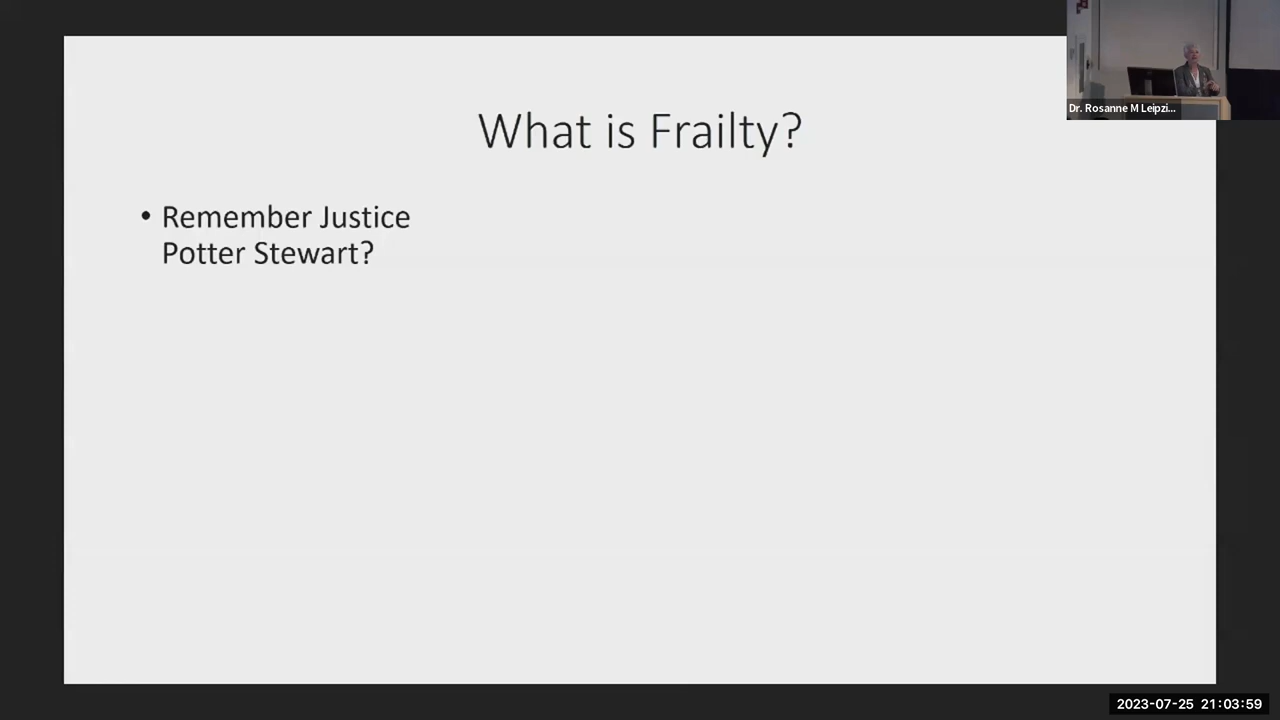 What is Frailty?
• Remember Justice
Potter Stewart?
Dr. Rosanne M Leipzi...
2023-07-25 21:03:59